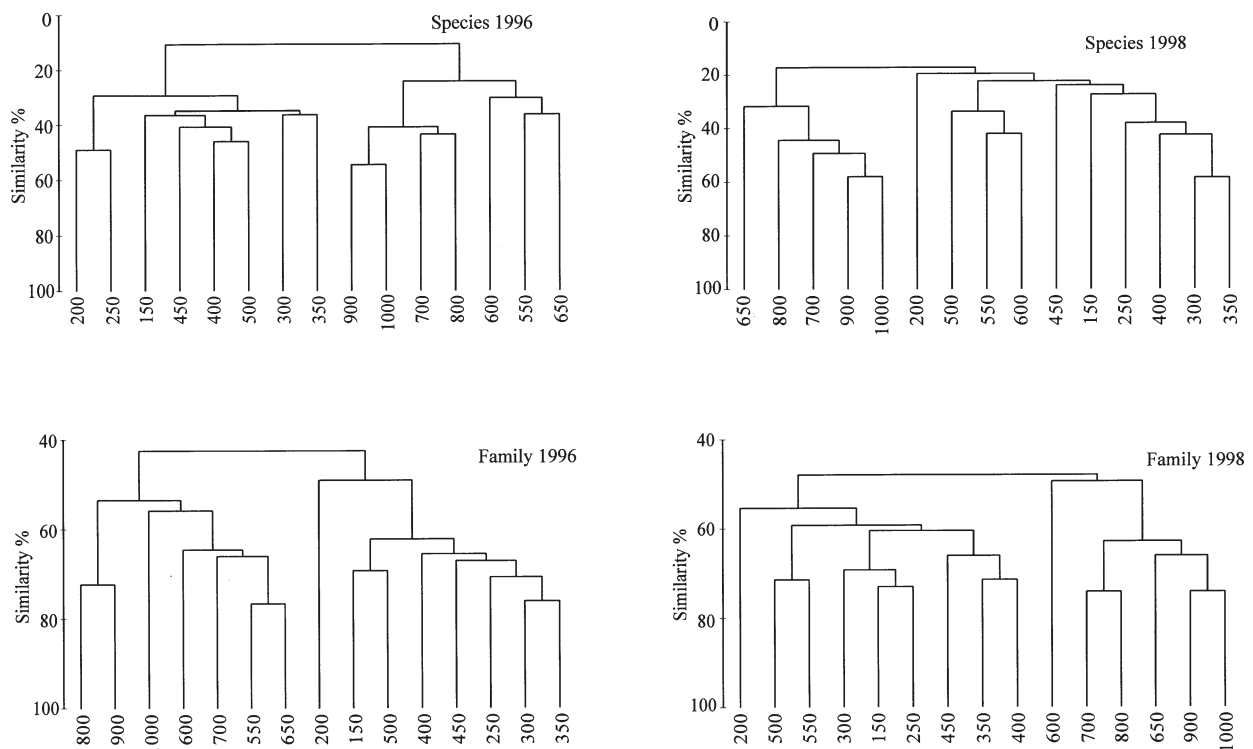 Species 1996
Similarity %
0
20
40
60
80
100
200 250 150 450 400 500 300 350 900 1000 700 800 600 550 650
Species 1998
Similarity %
0
20
40
60
80
100
650 800 700 900 1000 200 500 550 600 450 150 250 400 300 350
Family 1996
Similarity %
40
60
80
100
800 900 000 600 700 550 650 200 150 500 400 450 250 300 350
Family 1998
Similarity %
40
60
80
100
200 500 550 300 150 250 450 350 400 600 700 800 650 900 1000